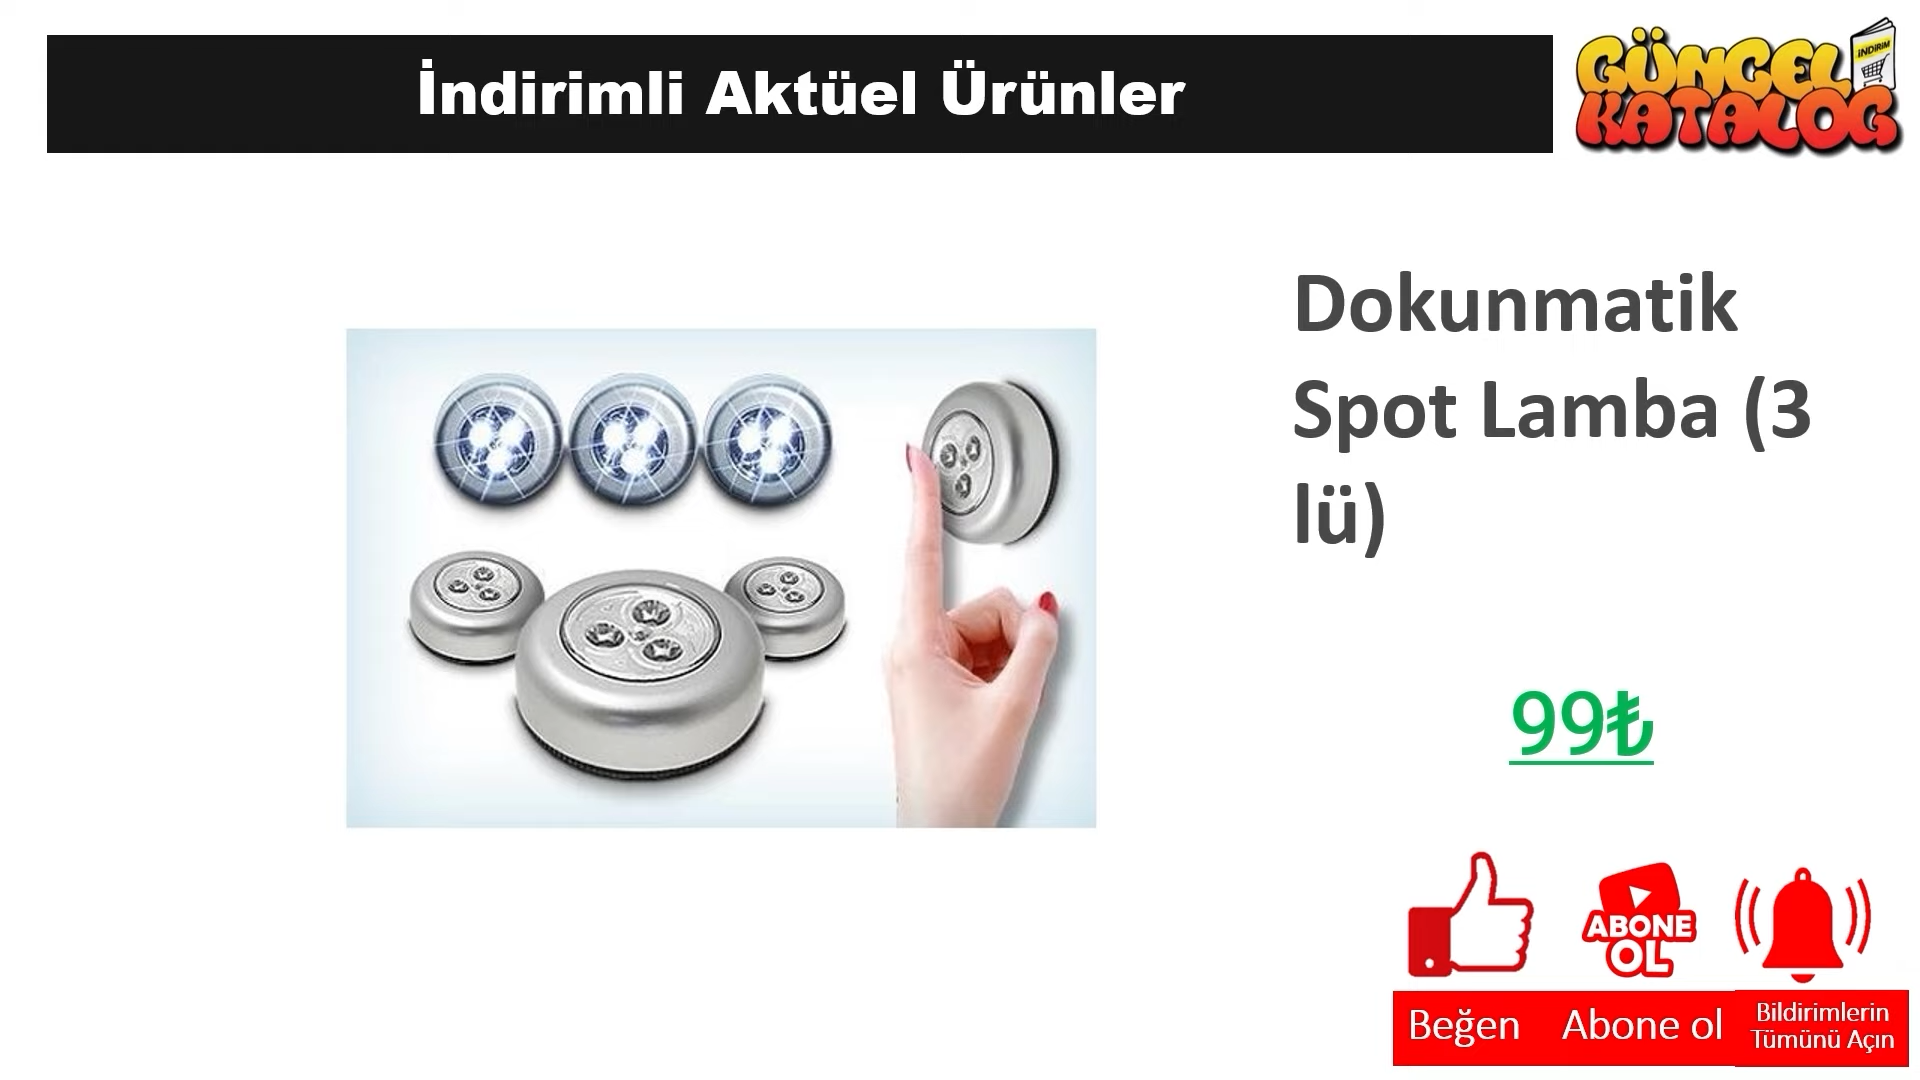 İndirimli Aktüel Ürünler
GÜNCEL
KATALOG
İNDİRİM
Dokunmatik
Spot Lamba (3
lü)
99₺
ABONE
OL
Beğen
Abone ol
Bildirimlerin
Tümünü Açın